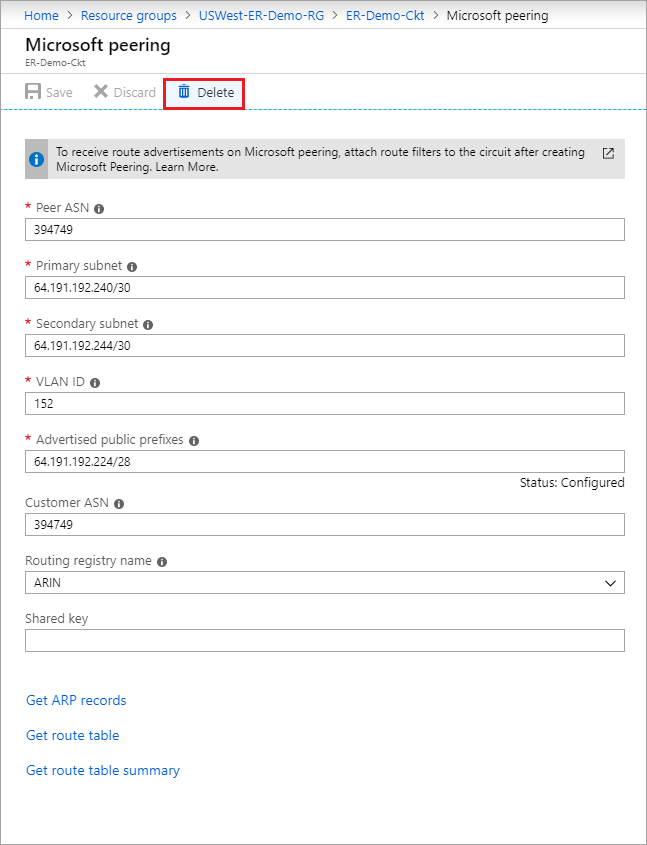 Home > Resource groups > USWest-ER-Demo-RG > ER-Demo-Ckt > Microsoft peering
Microsoft peering
ER-Demo-Ckt
Save Discard Delete
To receive route advertisements on Microsoft peering, attach route filters to the circuit after creating
Microsoft Peering. Learn More.
* Peer ASN
394749
* Primary subnet
64.191.192.240/30
* Secondary subnet
64.191.192.244/30
* VLAN ID
152
* Advertised public prefixes
64.191.192.224/28
Status: Configured
Customer ASN
394749
Routing registry name
ARIN
Shared key
Get ARP records
Get route table
Get route table summary